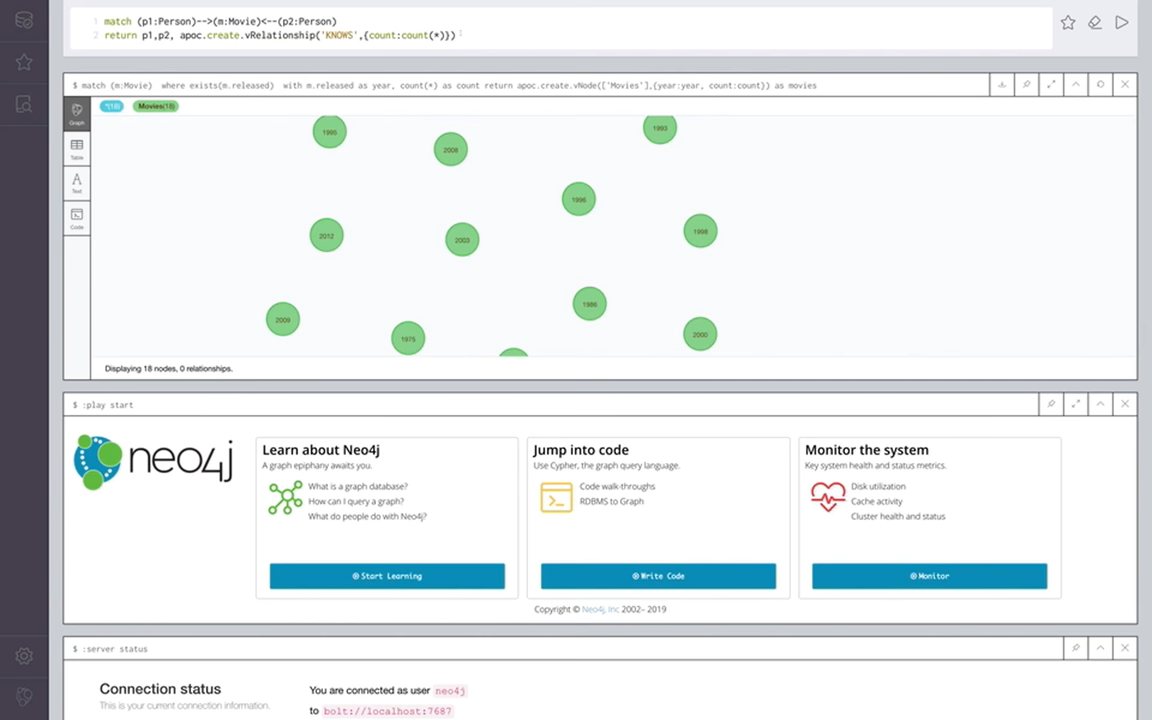 1 match (p1:Person)-->(m:Movie)<--(p2:Person)
2 return p1,p2, apoc.create.vRelationship('KNOWS',{count:count(*)})
$ match (m:Movie) where exists(m.released) with m.released as year, count(*) as count return apoc.create.vNode(['Movies'],{year:year, count:count}) as movies
Graph
*(18) Movies(18)
Table
Text
Code
1995
2008
1993
1996
2012
2003
1998
2009
1975
1986
2000
Displaying 18 nodes, 0 relationships.
$ :play start
neo4j
Learn about Neo4j
A graph epiphany awaits you.
What is a graph database?
How can I query a graph?
What do people do with Neo4j?
Start Learning
Jump into code
Use Cypher, the graph query language.
Code walk-throughs
RDBMS to Graph
Write Code
Monitor the system
Key system health and status metrics.
Disk utilization
Cache activity
Cluster health and status
Monitor
Copyright © Neo4j, Inc 2002–2019
$ :server status
Connection status
This is your current connection information.
You are connected as user neo4j
to bolt://localhost:7687